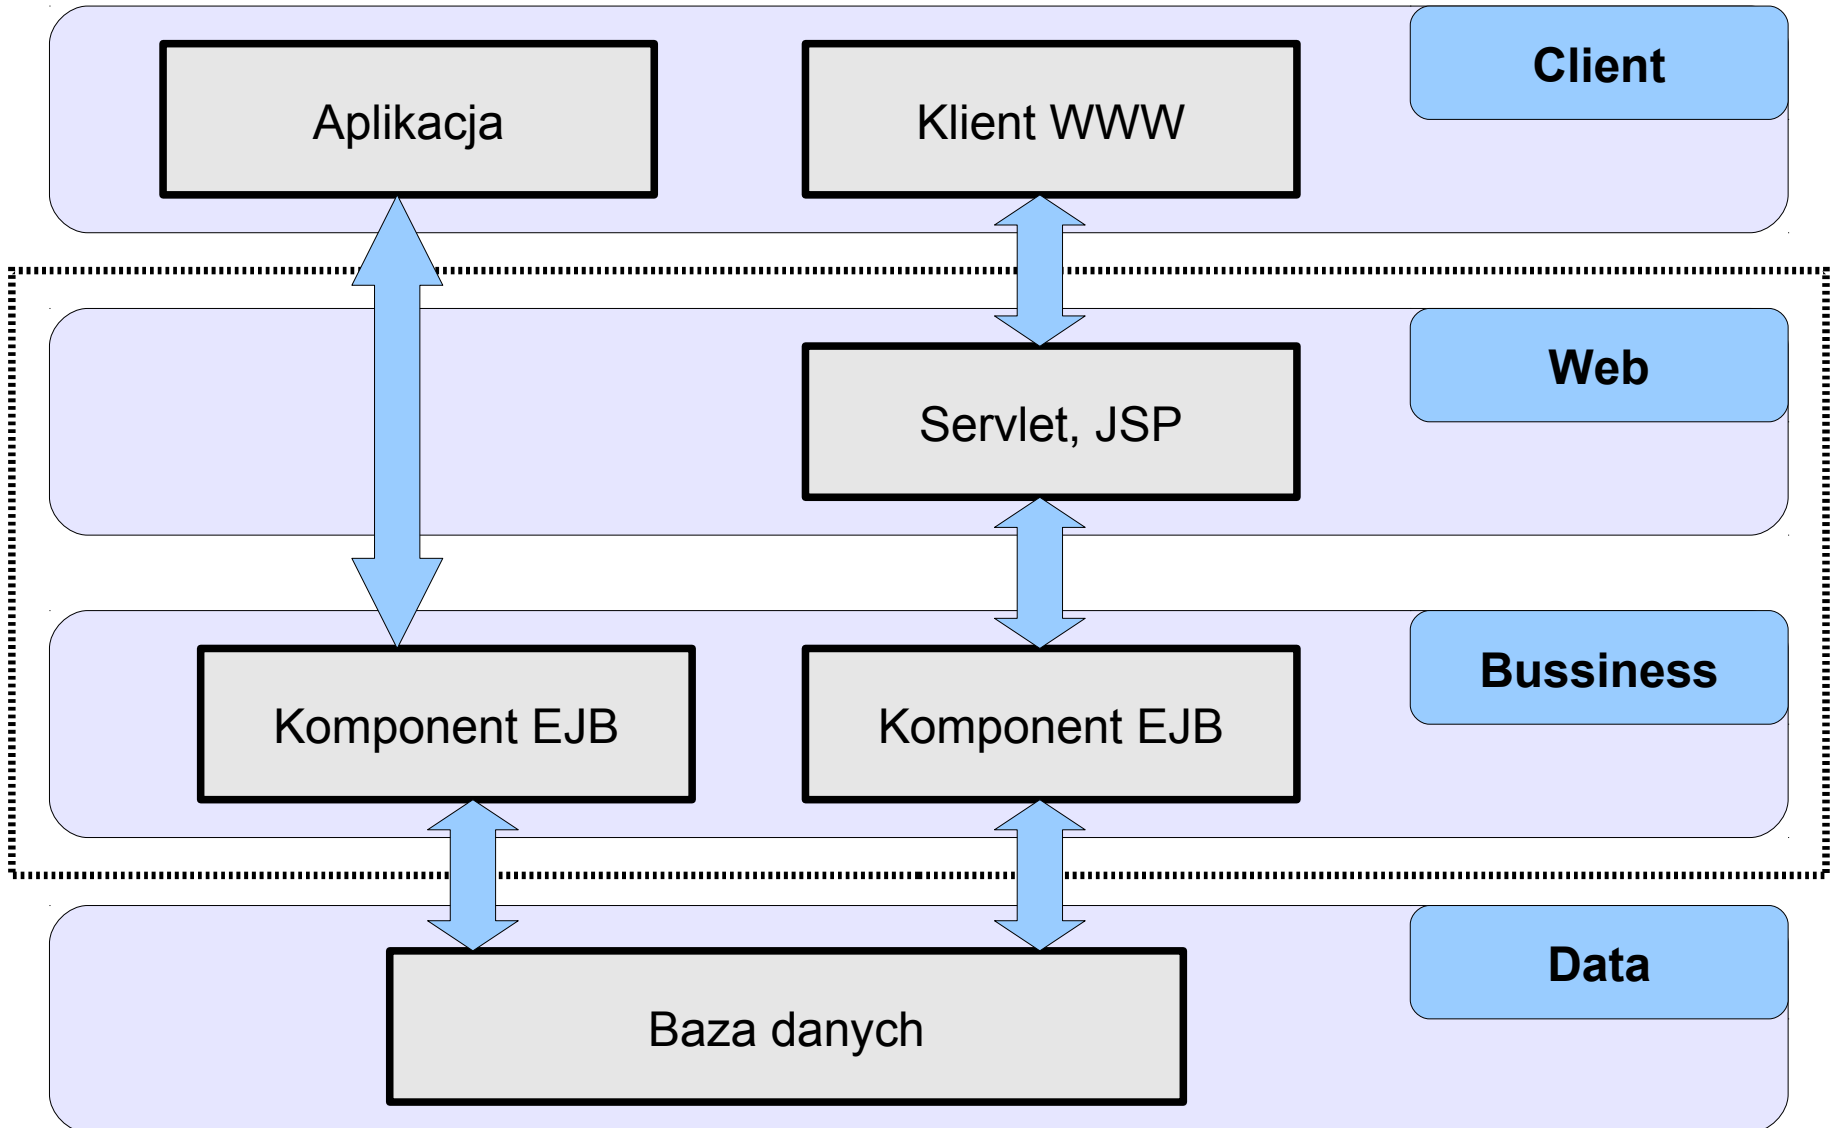 Client
Aplikacja
Klient WWW
Web
Servlet, JSP
Bussiness
Komponent EJB
Komponent EJB
Data
Baza danych